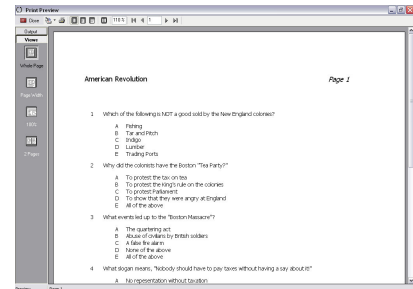 Print Preview
Close 118% 1
Output
Views
Whole Page
Page Width
100%
2 Pages
American Revolution Page 1
1 Which of the following is NOT a good sold by the New England colonies?
A Fishing
B Tar and Pitch
C Indigo
D Lumber
E Trading Ports
2 Why did the colonists have the Boston "Tea Party?"
A To protest the tax on tea
B To protest the King's rule on the colonies
C To protest Parliament
D To show that they were angry at England
E All of the above
3 What events led up to the "Boston Massacre"?
A The quartering act
B Abuse of civilians by British soldiers
C A false fire alarm
D None of the above
E All of the above
4 What slogan means, "Nobody should have to pay taxes without having a say about it!"
A No representation without taxation